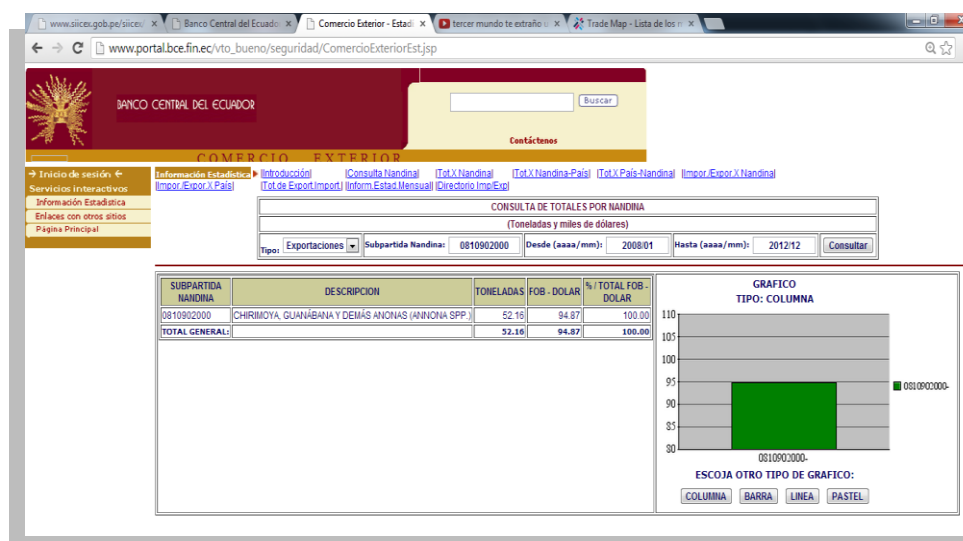 www.siicex.gob.pe/siicex/
Banco Central del Ecuador
Comercio Exterior - Estadí
tercer mundo te extraño
Trade Map - Lista de los
www.portal.bce.fin.ec/vto_bueno/seguridad/ComercioExteriorEst.jsp
BANCO CENTRAL DEL ECUADOR
Buscar
Contáctenos
COMERCIO EXTERIOR
→ Inicio de sesión ←
Servicios interactivos
Información Estadística
Enlaces con otros sitios
Página Principal
Información Estadística |Introducción| |Consulta Nandina| |Tot.X Nandina| |Tot.X Nandina-País| |Tot.X País-Nandina| |Impor./Expor.X Nandina|
|Impor./Expor.X País| |Tot.de Export.Import.| |Inform.Estad.Mensual| |Directorio Imp/Exp|
CONSULTA DE TOTALES POR NANDINA
(Toneladas y miles de dólares)
Tipo: Exportaciones Subpartida Nandina: 0810902000 Desde (aaaa/mm): 2008/01 Hasta (aaaa/mm): 2012/12 Consultar
SUBPARTIDA NANDINA DESCRIPCION TONELADAS FOB - DOLAR % / TOTAL FOB - DOLAR
0810902000 CHIRIMOYA, GUANÁBANA Y DEMÁS ANONAS (ANNONA SPP.) 52.16 94.87 100.00
TOTAL GENERAL: 52.16 94.87 100.00
GRAFICO
TIPO: COLUMNA
110
105
100
95
90
85
80
0810902000-
0810902000-
ESCOJA OTRO TIPO DE GRAFICO:
COLUMNA BARRA LINEA PASTEL